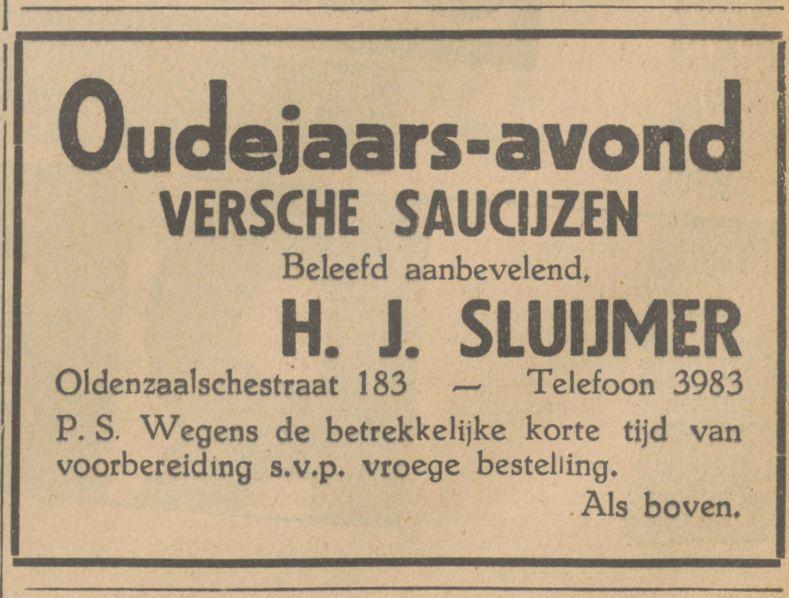 Oudejaars-avond
VERSCHE SAUCIJZEN
Beleefd aanbevelend,
H. J. SLUIJMER
Oldenzaalschestraat 183 — Telefoon 3983
P. S. Wegens de betrekkelijke korte tijd van
voorbereiding s.v.p. vroege bestelling.
Als boven.